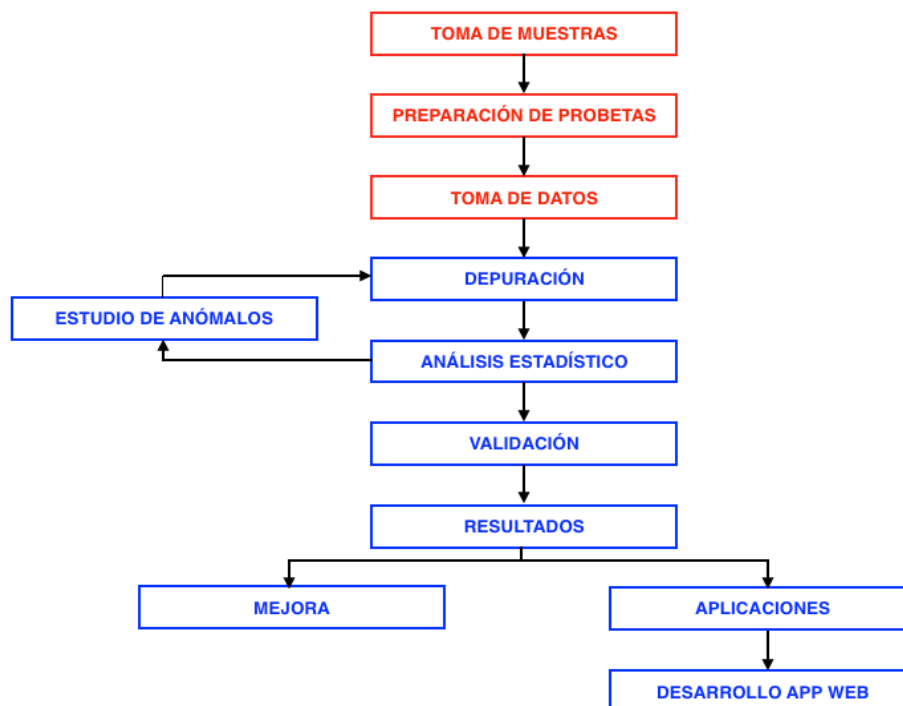 TOMA DE MUESTRAS
PREPARACIÓN DE PROBETAS
TOMA DE DATOS
DEPURACIÓN
ESTUDIO DE ANÓMALOS
ANÁLISIS ESTADÍSTICO
VALIDACIÓN
RESULTADOS
MEJORA
APLICACIONES
DESARROLLO APP WEB